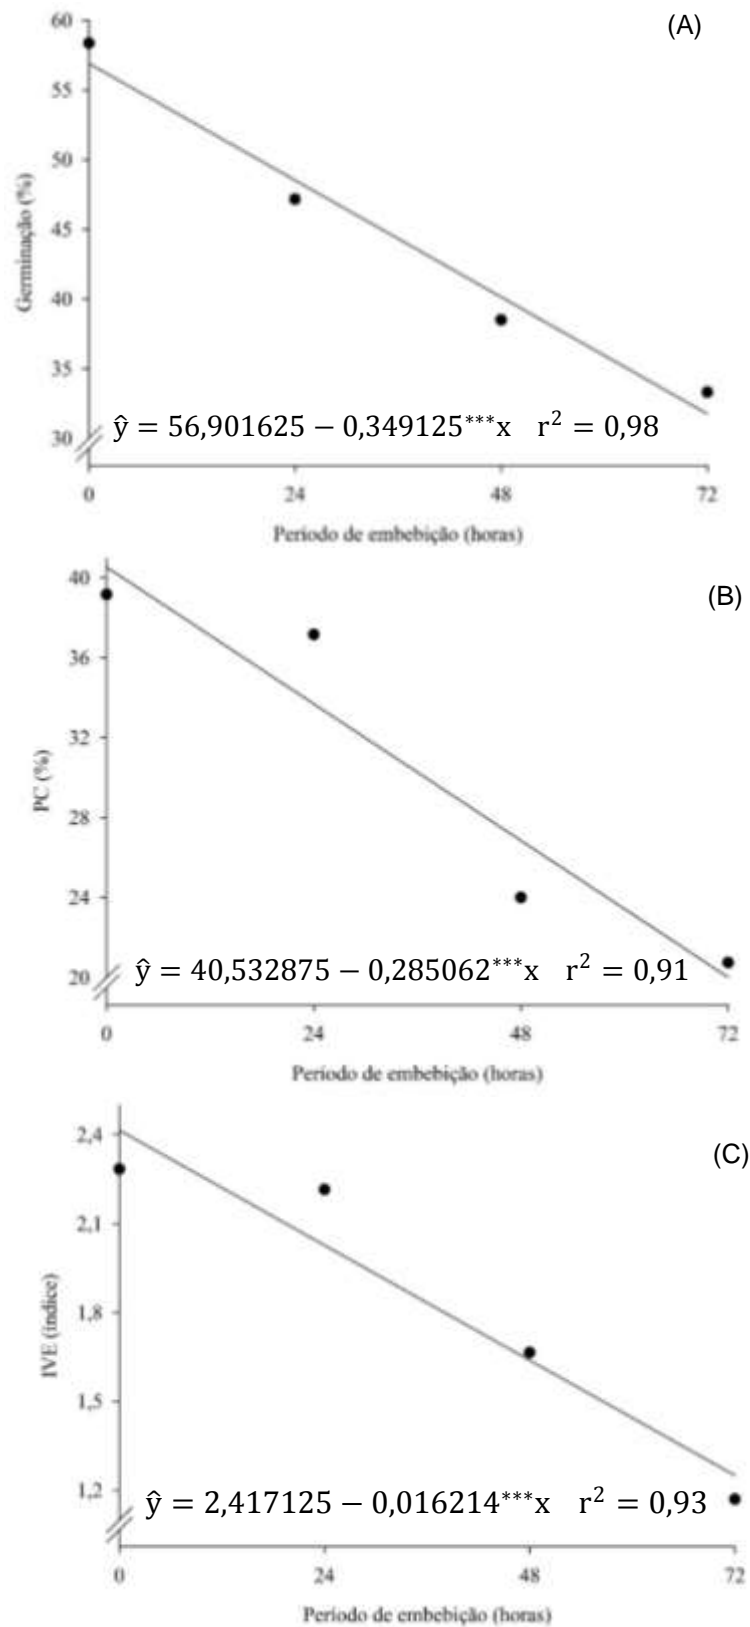 (A)
60
55
50
45
40
35
30
Germinação (%)
ŷ = 56,901625 − 0,349125***x r² = 0,98
0 24 48 72
Período de embebição (horas)
(B)
40
36
32
28
24
20
PC (%)
ŷ = 40,532875 − 0,285062***x r² = 0,91
0 24 48 72
Período de embebição (horas)
(C)
2,4
2,1
1,8
1,5
1,2
IVE (índice)
ŷ = 2,417125 − 0,016214***x r² = 0,93
0 24 48 72
Período de embebição (horas)